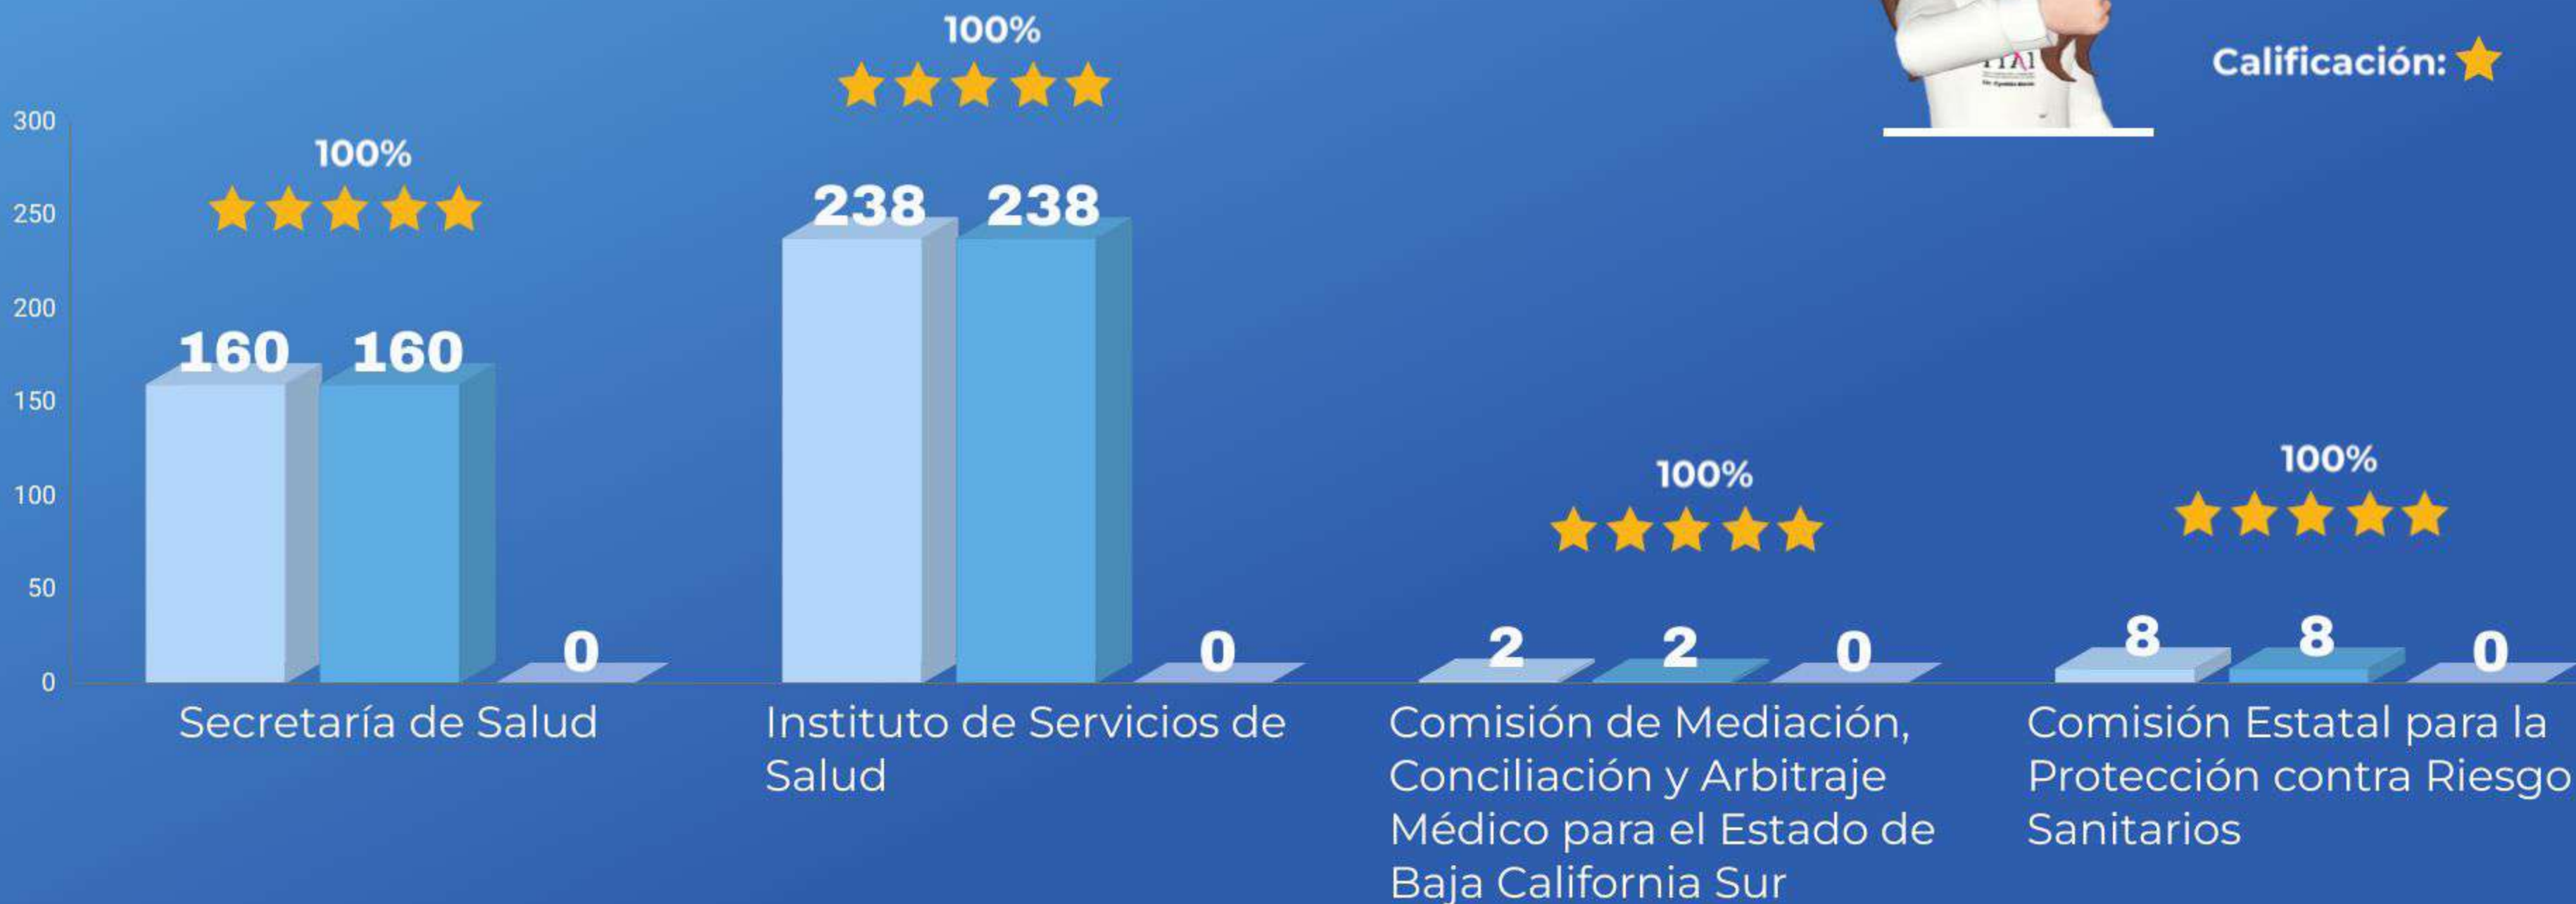 Calificación:
100%
100%
300
250
200
150
100
50
0
160 160 0
238 238 0
100%
2 2 0
100%
8 8 0
Secretaría de Salud
Instituto de Servicios de
Salud
Comisión de Mediación,
Conciliación y Arbitraje
Médico para el Estado de
Baja California Sur
Comisión Estatal para la
Protección contra Riesgo
Sanitarios